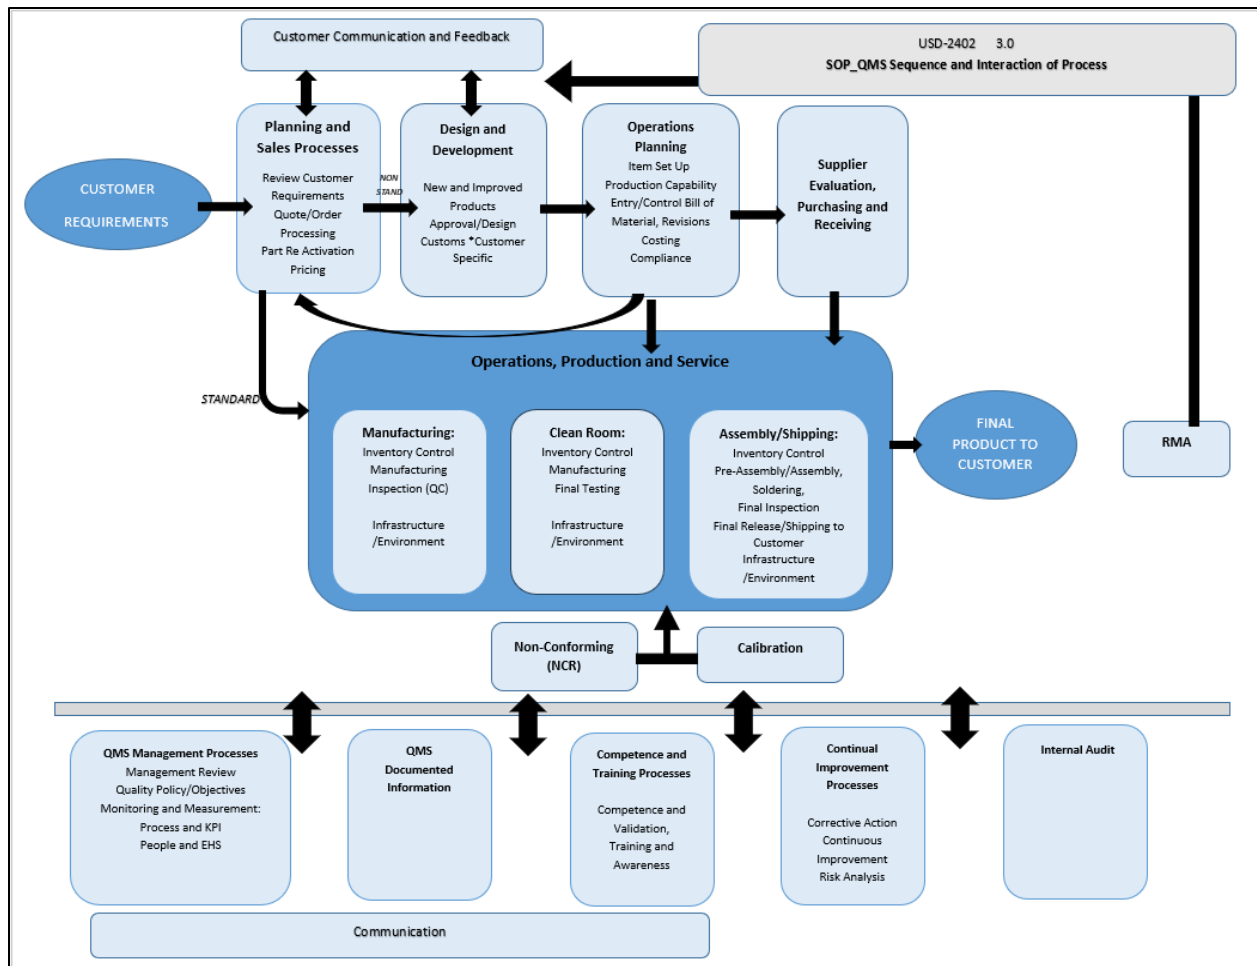 Customer Communication and Feedback
USD-2402 3.0
SOP_QMS Sequence and Interaction of Process
CUSTOMER
REQUIREMENTS
Planning and
Sales Processes
Review Customer
Requirements
Quote/Order
Processing
Part Re Activation
Pricing
NON
STAND
Design and
Development
New and Improved
Products
Approval/Design
Customs *Customer
Specific
Operations
Planning
Item Set Up
Production Capability
Entry/Control Bill of
Material, Revisions
Costing
Compliance
Supplier
Evaluation,
Purchasing and
Receiving
STANDARD
Operations, Production and Service
Manufacturing:
Inventory Control
Manufacturing
Inspection (QC)
Infrastructure
/Environment
Clean Room:
Inventory Control
Manufacturing
Final Testing
Infrastructure
/Environment
Assembly/Shipping:
Inventory Control
Pre-Assembly/Assembly,
Soldering,
Final Inspection
Final Release/Shipping to
Customer
Infrastructure
/Environment
FINAL
PRODUCT TO
CUSTOMER
RMA
Non-Conforming
(NCR)
Calibration
QMS Management Processes
Management Review
Quality Policy/Objectives
Monitoring and Measurement:
Process and KPI
People and EHS
QMS
Documented
Information
Competence and
Training Processes
Competence and
Validation,
Training and
Awareness
Continual
Improvement
Processes
Corrective Action
Continuous
Improvement
Risk Analysis
Internal Audit
Communication